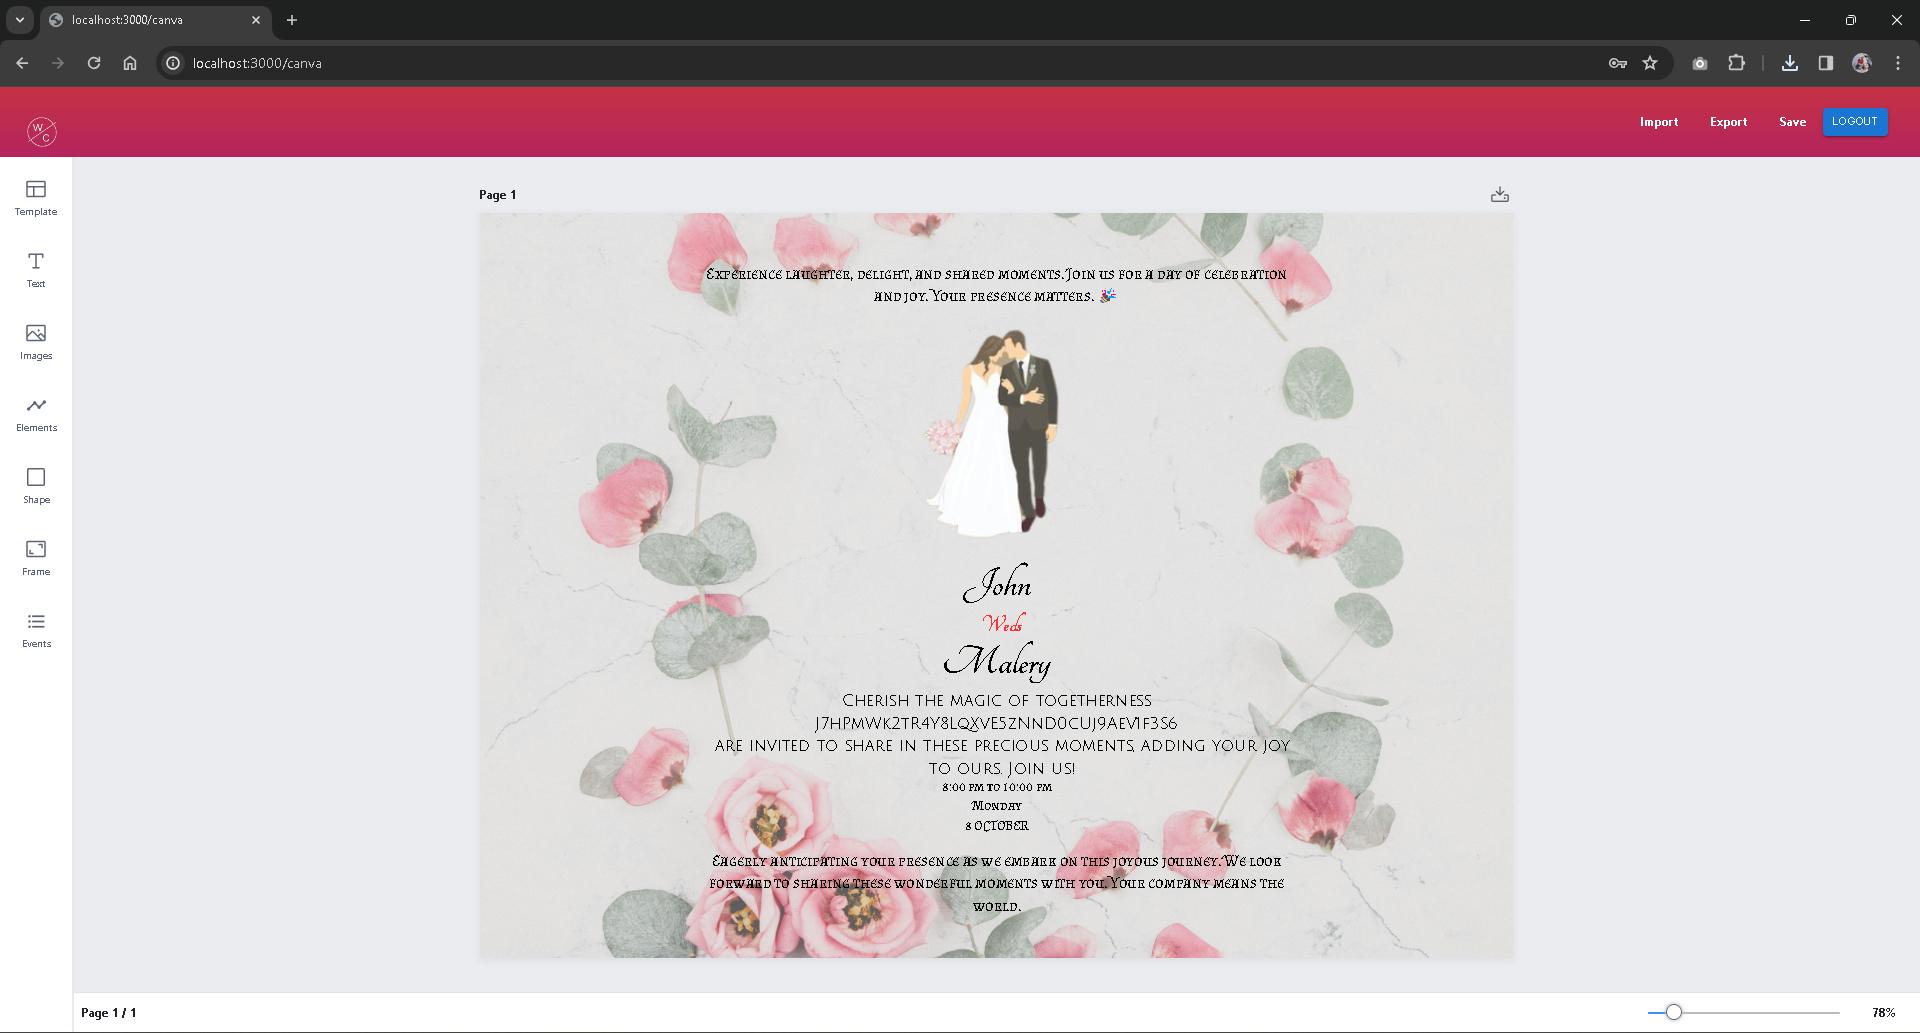 localhost:3000/canva
localhost:3000/canva
W
C
Import
Export
Save
LOGOUT
Template
Text
Images
Elements
Shape
Frame
Events
Page 1
Experience laughter, delight, and shared moments. Join us for a day of celebration
and joy. Your presence matters. 🎉
John
Weds
Malery
Cherish the magic of togetherness
J7hPMWk2tR4Y8LQXVE5zNnD0CUJ9AEV1F3S6
are invited to share in these precious moments, adding your joy
to ours. Join us!
8:00 PM to 10:00 PM
Monday
8 OCTOBER
Eagerly anticipating your presence as we embark on this joyous journey. We look
forward to sharing these wonderful moments with you. Your company means the
world.
Page 1 / 1
78%